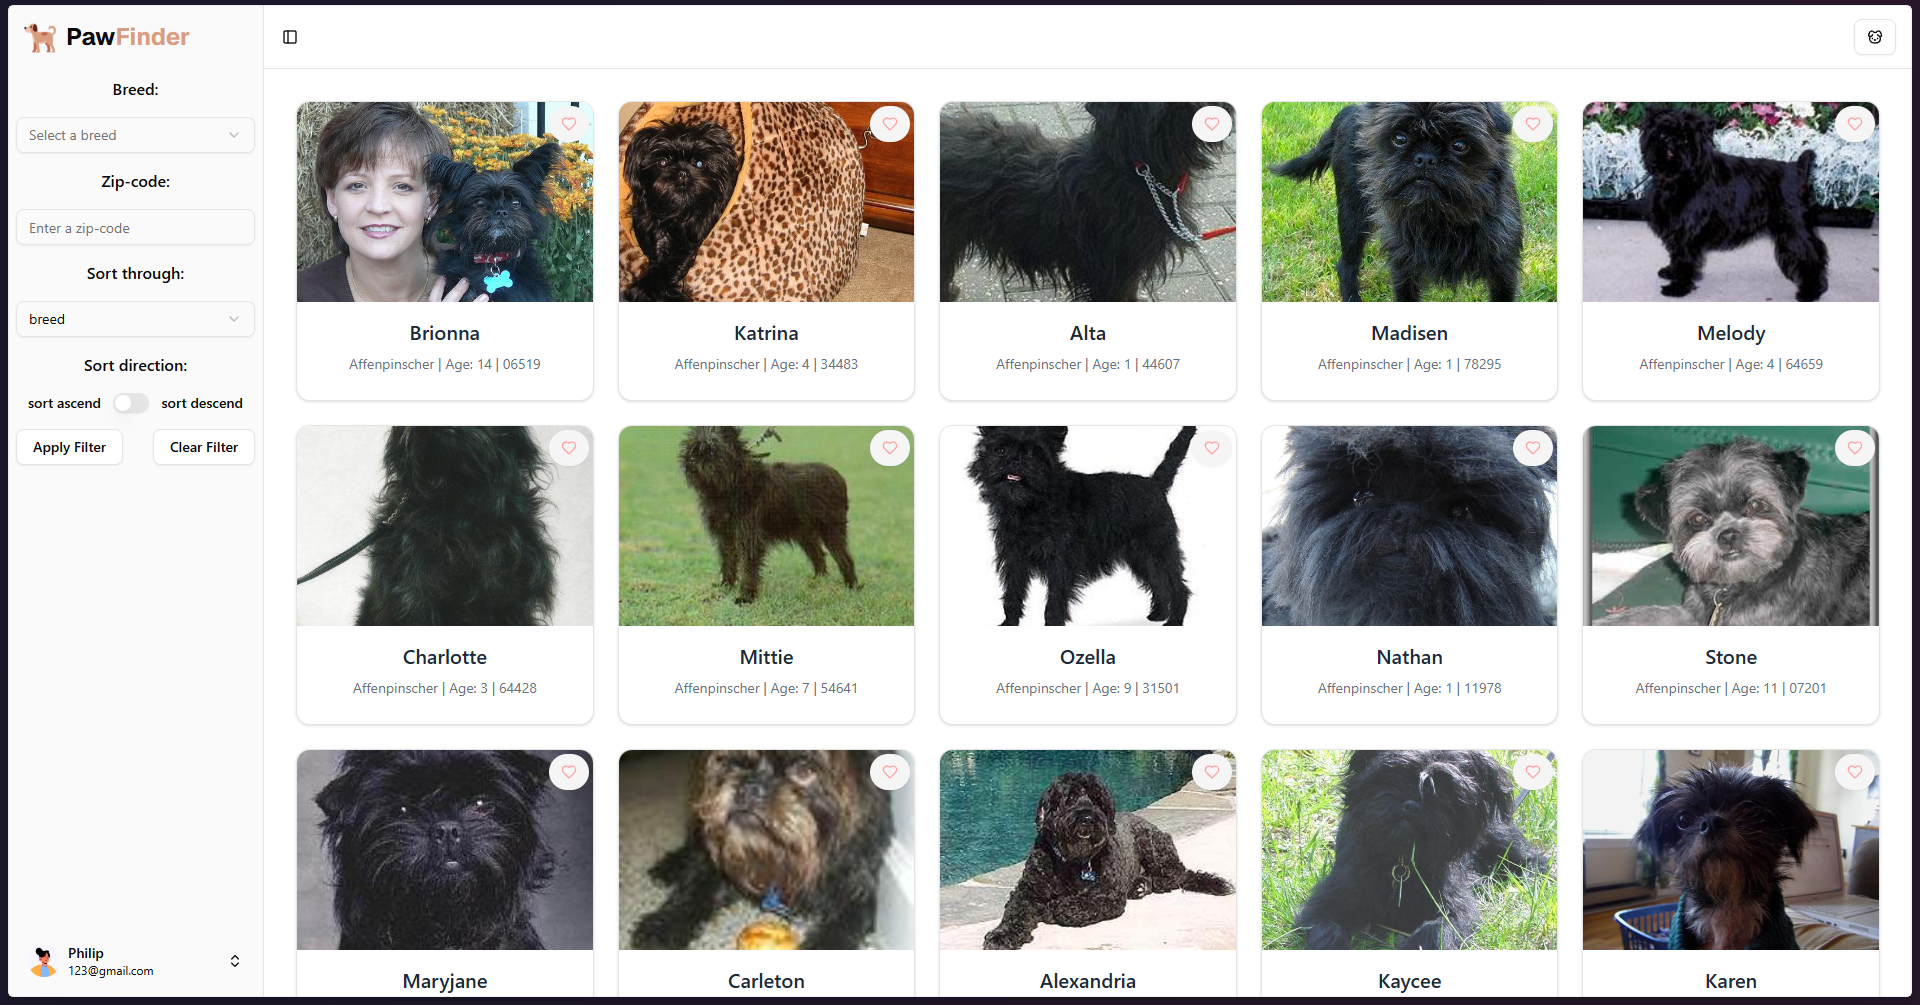 PawFinder
Breed:
Select a breed
Zip-code:
Enter a zip-code
Sort through:
breed
Sort direction:
sort ascend sort descend
Apply Filter Clear Filter
Philip
123@gmail.com
Brionna
Affenpinscher | Age: 14 | 06519
Katrina
Affenpinscher | Age: 4 | 34483
Alta
Affenpinscher | Age: 1 | 44607
Madisen
Affenpinscher | Age: 1 | 78295
Melody
Affenpinscher | Age: 4 | 64659
Charlotte
Affenpinscher | Age: 3 | 64428
Mittie
Affenpinscher | Age: 7 | 54641
Ozella
Affenpinscher | Age: 9 | 31501
Nathan
Affenpinscher | Age: 1 | 11978
Stone
Affenpinscher | Age: 11 | 07201
Maryjane
Carleton
Alexandria
Kaycee
Karen